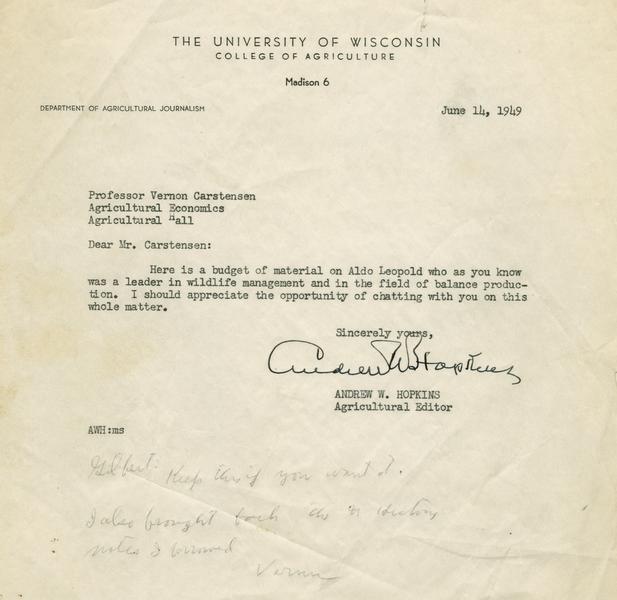 THE UNIVERSITY OF WISCONSIN
COLLEGE OF AGRICULTURE
Madison 6
DEPARTMENT OF AGRICULTURAL JOURNALISM
June 14, 1949
Professor Vernon Carstensen
Agricultural Economics
Agricultural Hall
Dear Mr. Carstensen:
Here is a budget of material on Aldo Leopold who as you know
was a leader in wildlife management and in the field of balance produc-
tion. I should appreciate the opportunity of chatting with you on this
whole matter.
Sincerely yours,
Andrew W. Hopkins
ANDREW W. HOPKINS
Agricultural Editor
AWH:ms
Gilbert: Keep this if you want it.
I also brought back
notes I borrowed
Vernon